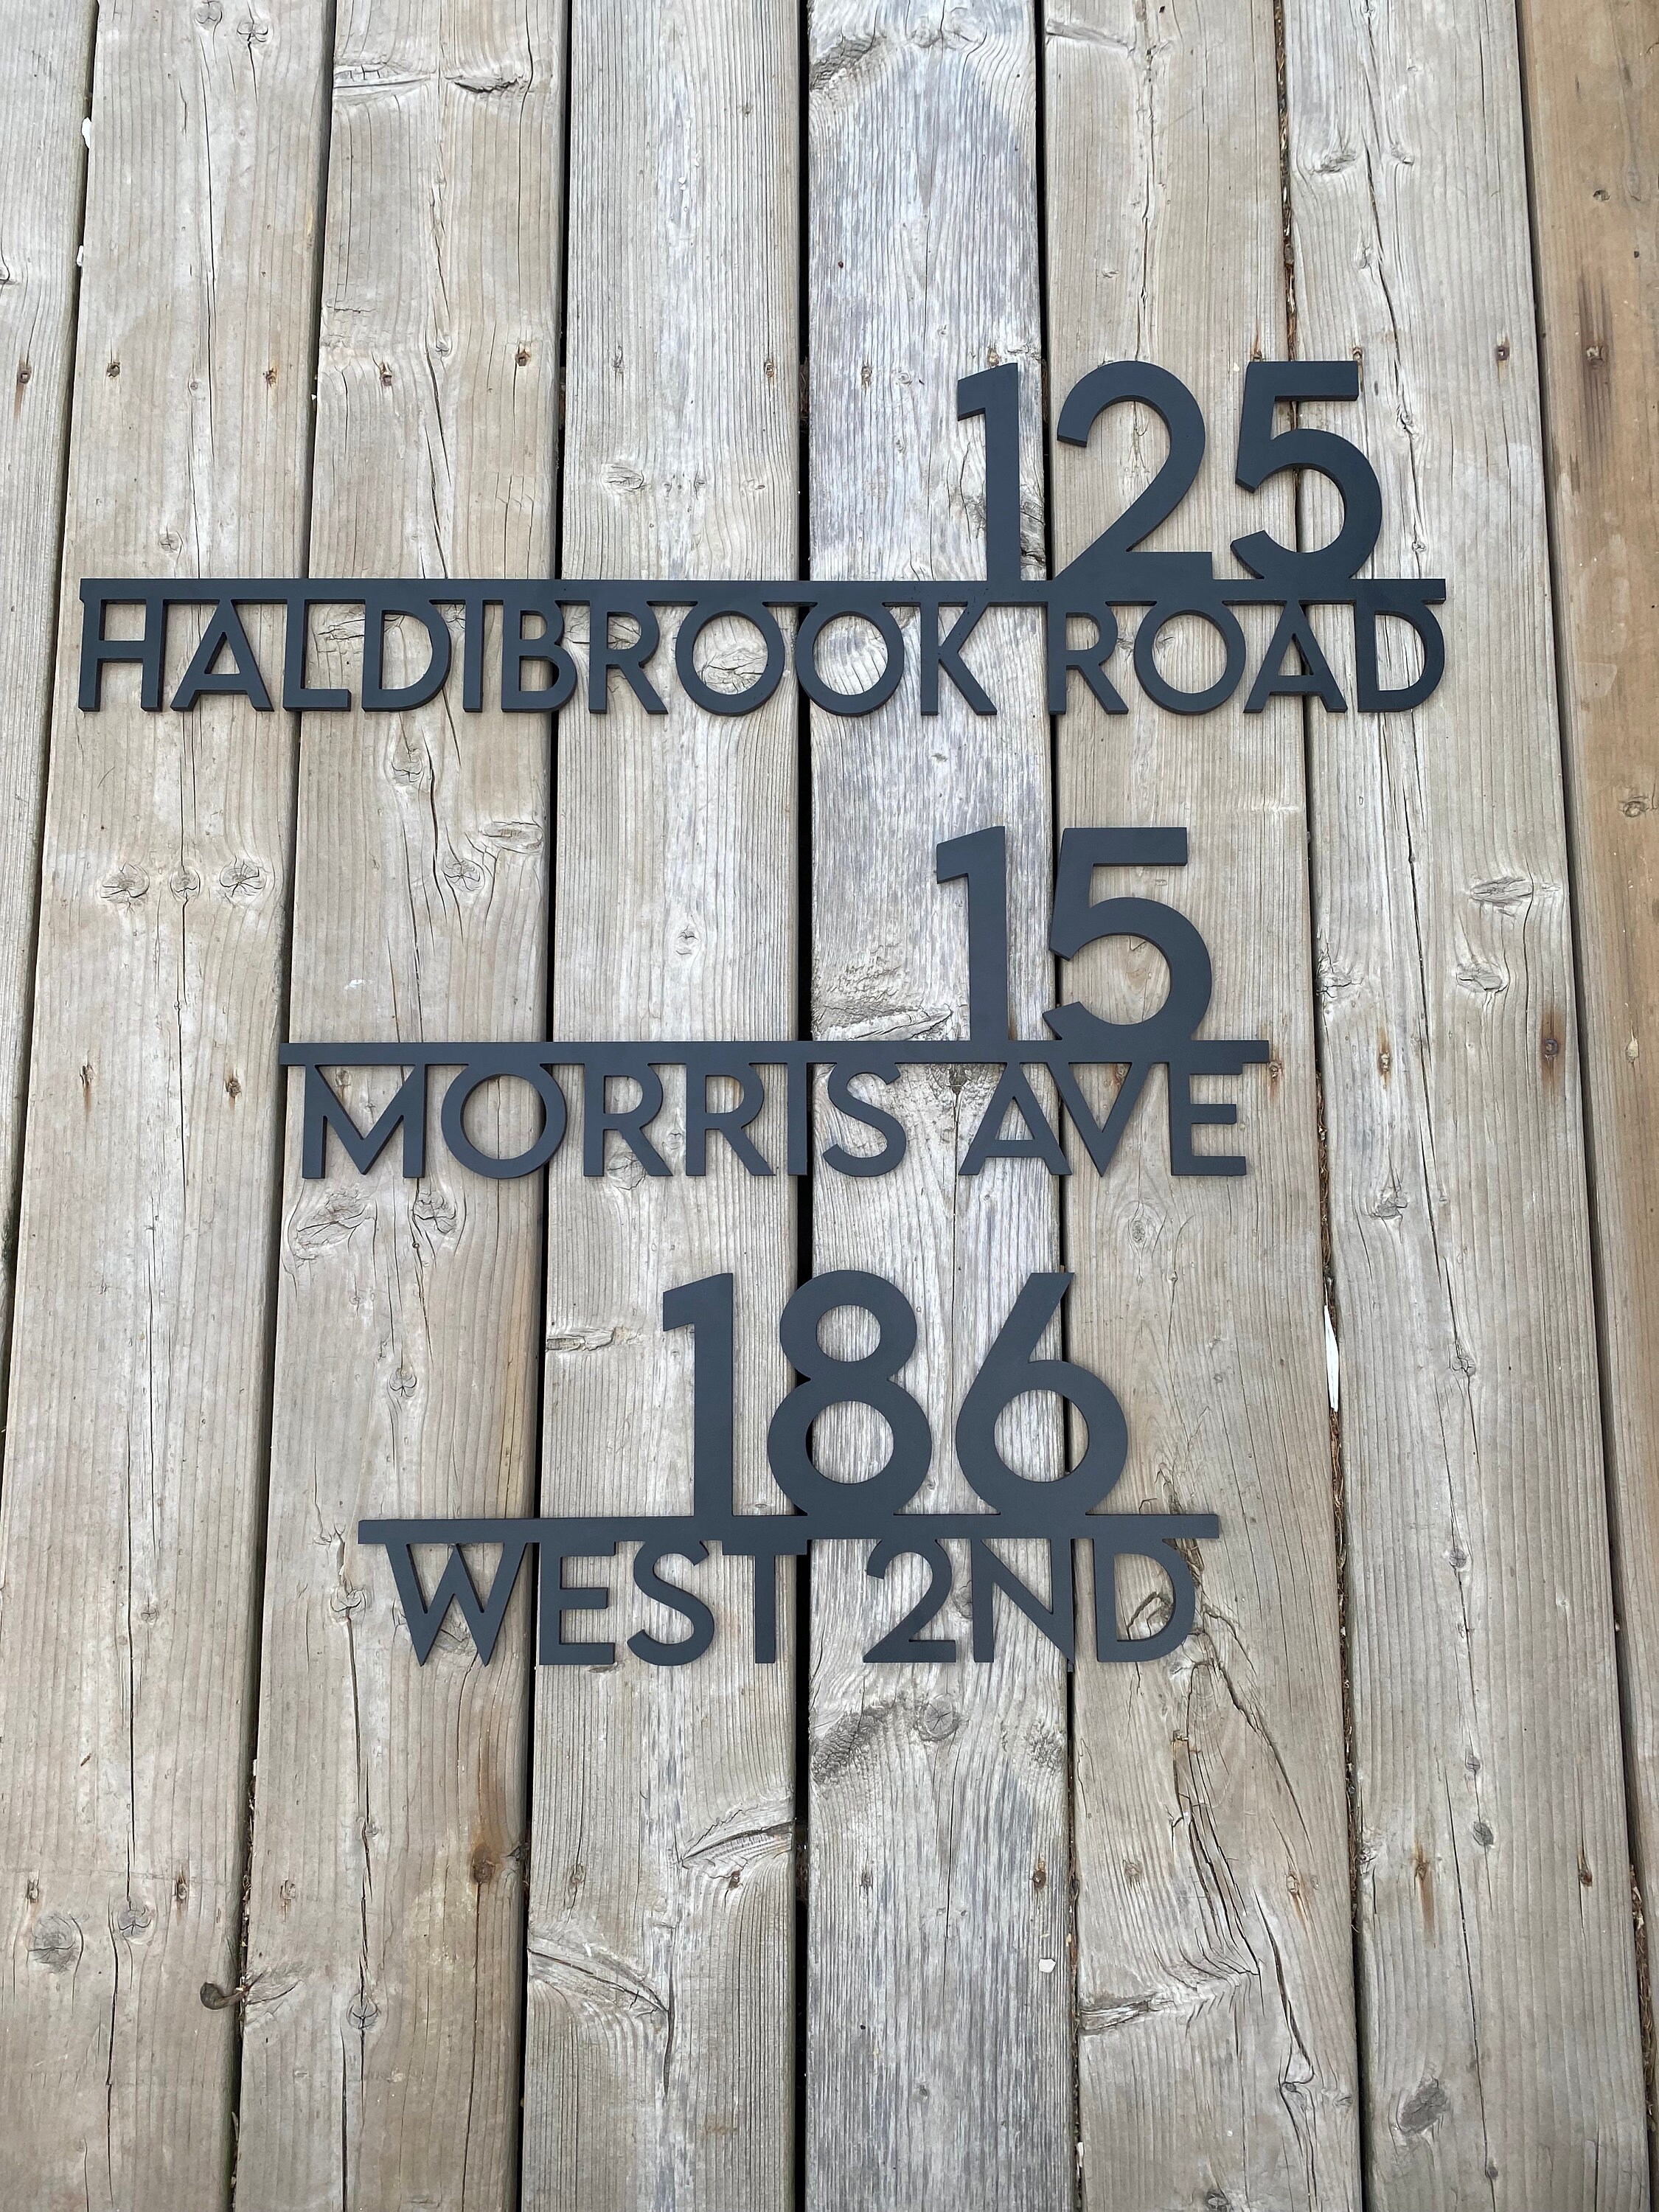 125
HALDIBROOK ROAD
15
MORRIS AVE
186
WEST 2ND